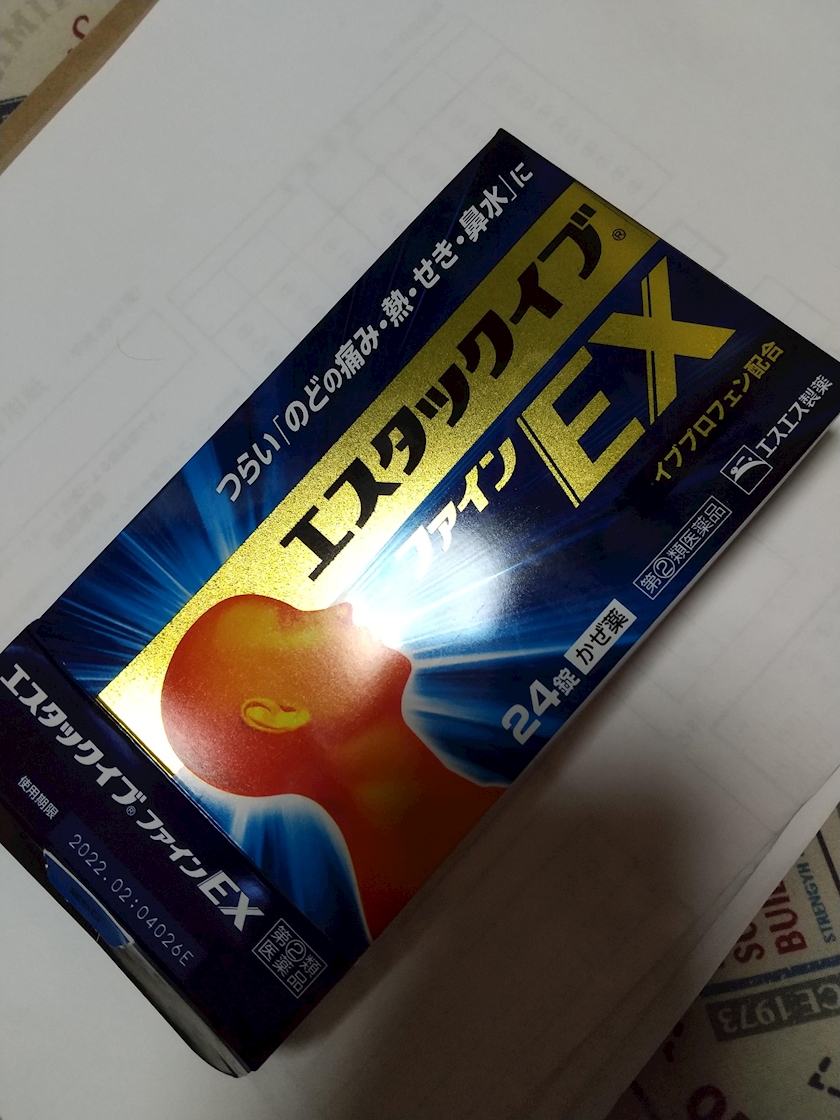 つらい「のどの痛み・熱・せき・鼻水」に
エスタックイブ®
ファイン EX
イブプロフェン配合
エスエス製薬
第②類医薬品
24錠 かぜ薬
エスタックイブ®ファインEX
使用期限
2022.02:04026E
第②類
医薬品
STRENGTH
CE 1973